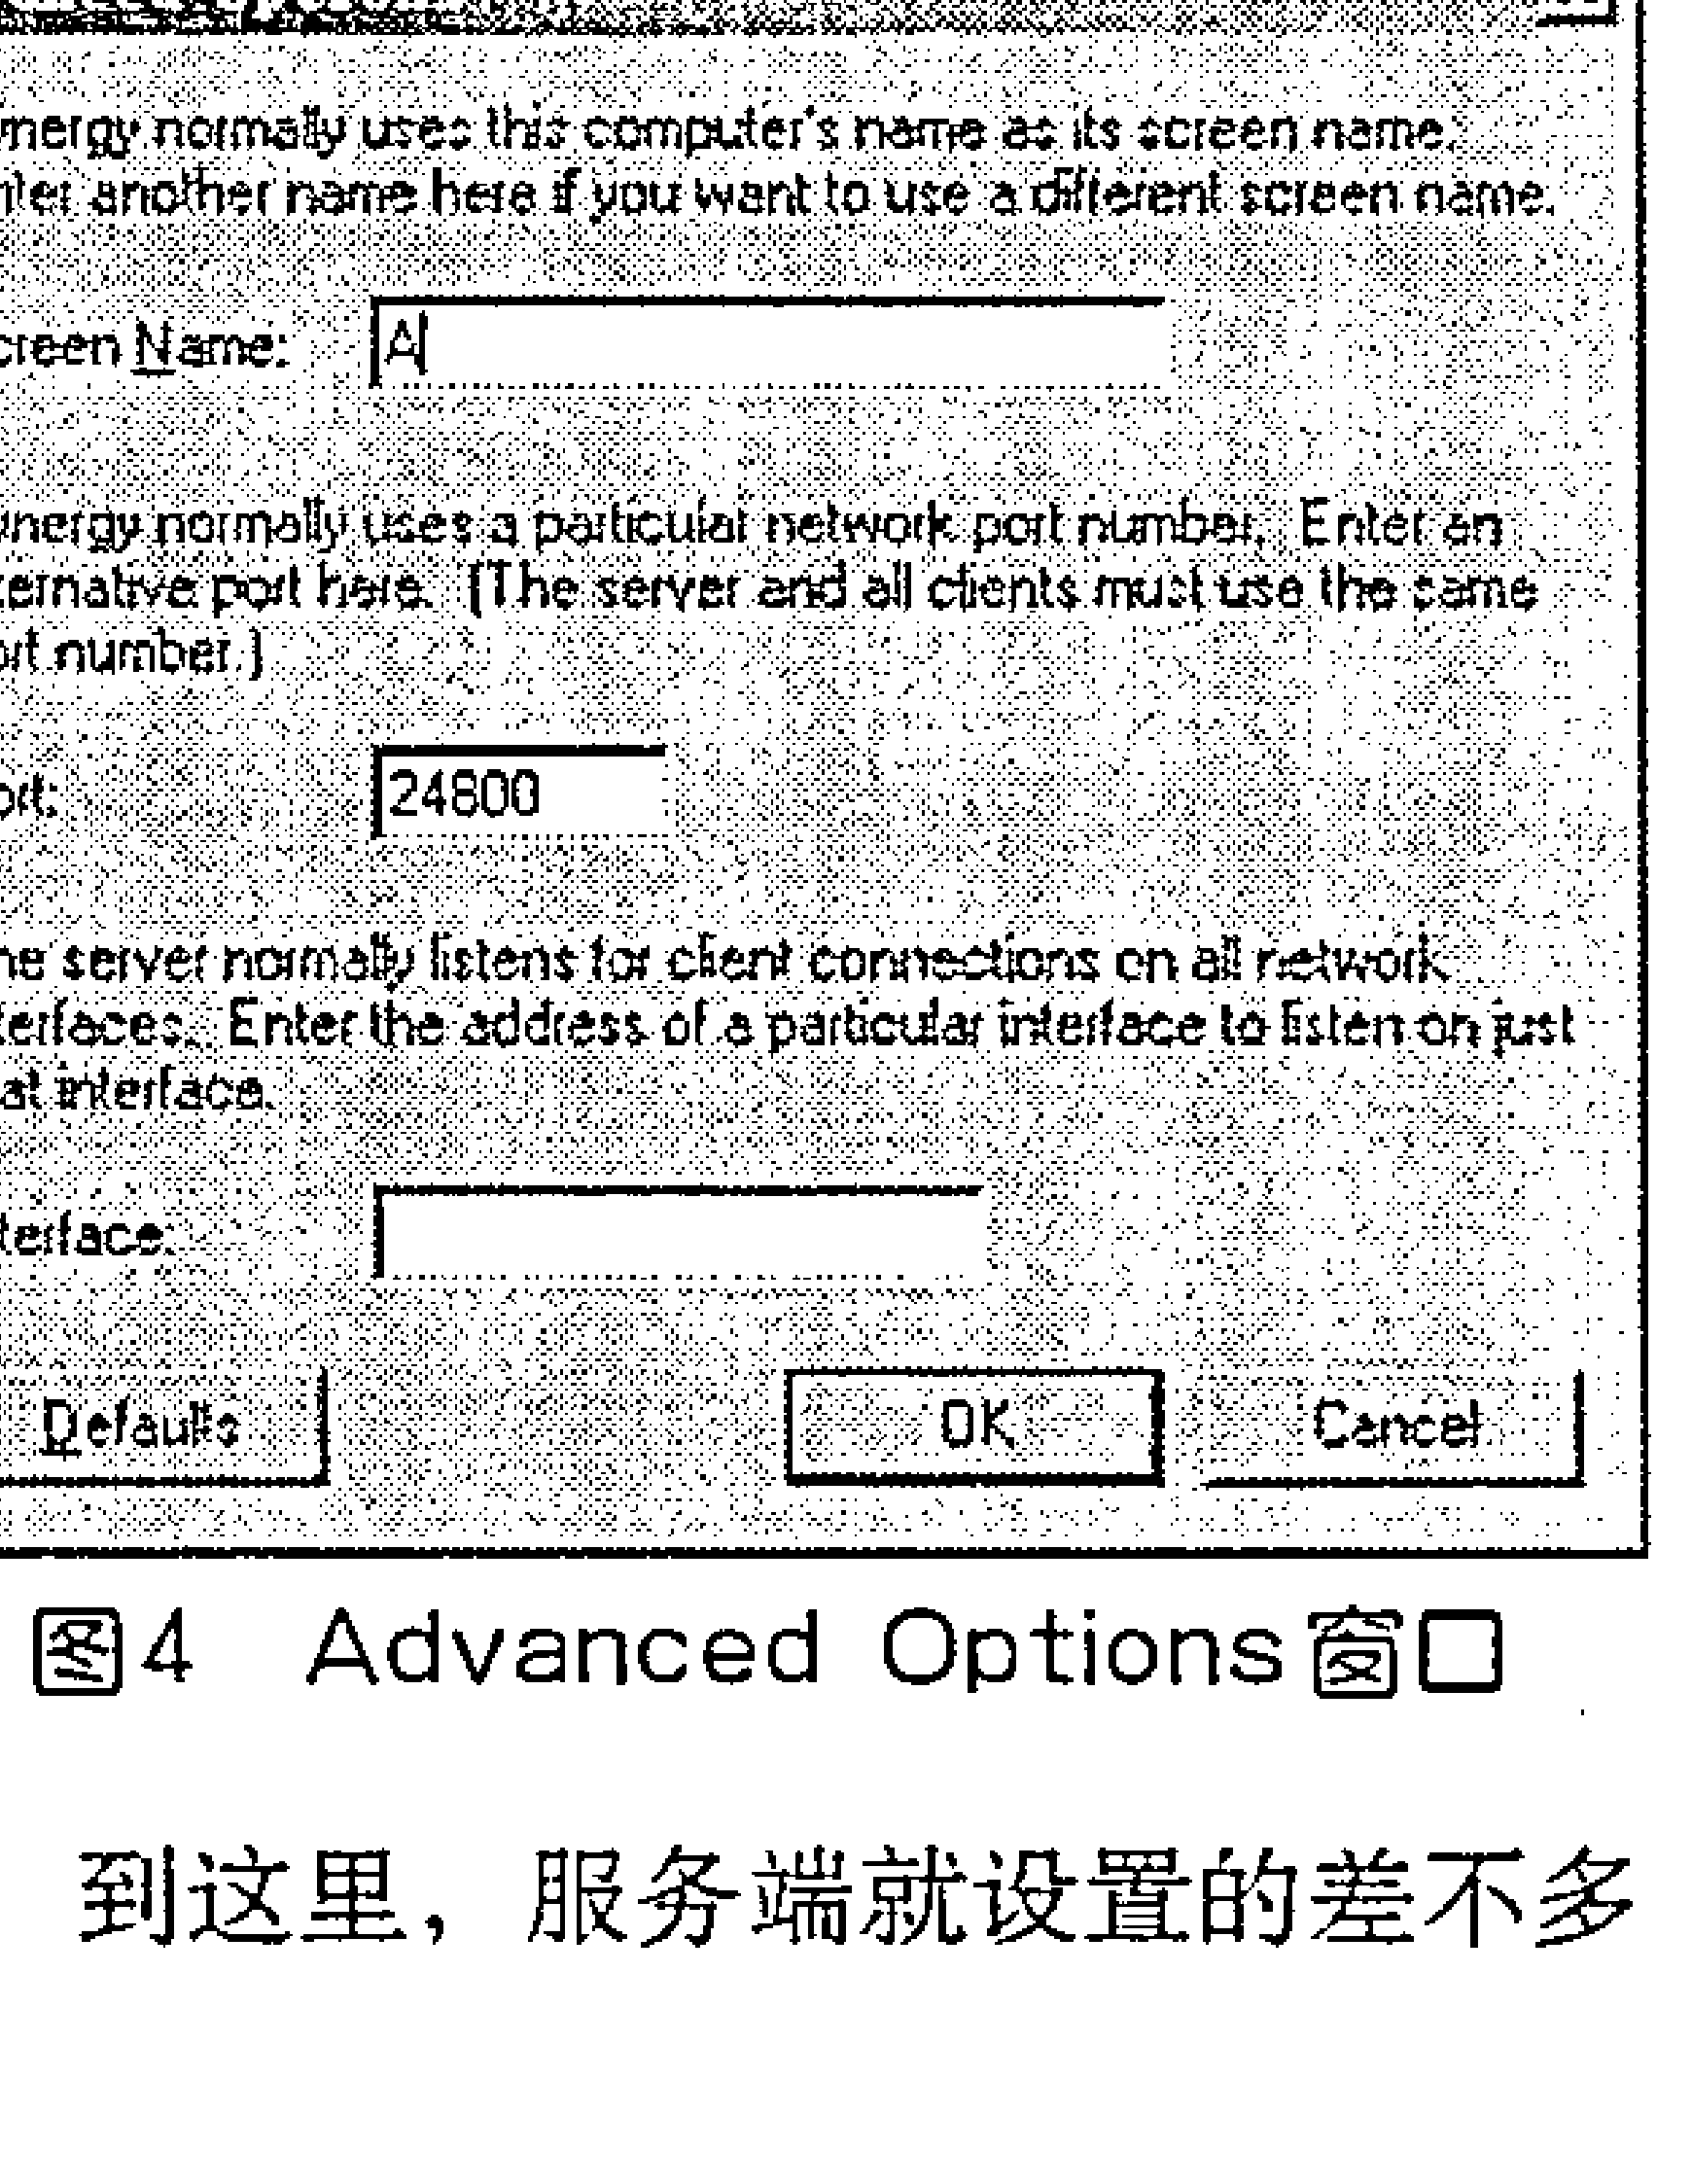 nergy normally uses this computer's name as its screen name.
nter another name here if you want to use a different screen name.
creen Name: A
ynergy normally uses a particular network port number. Enter an
ternative port here. (The server and all clients must use the same
ort number.)
ort: 24800
he server normally listens for client connections on all network
terfaces. Enter the address of a particular interface to listen on just
at interface.
terface:
Defaults OK Cancel
图4 Advanced Options窗口
到这里，服务端就设置的差不多